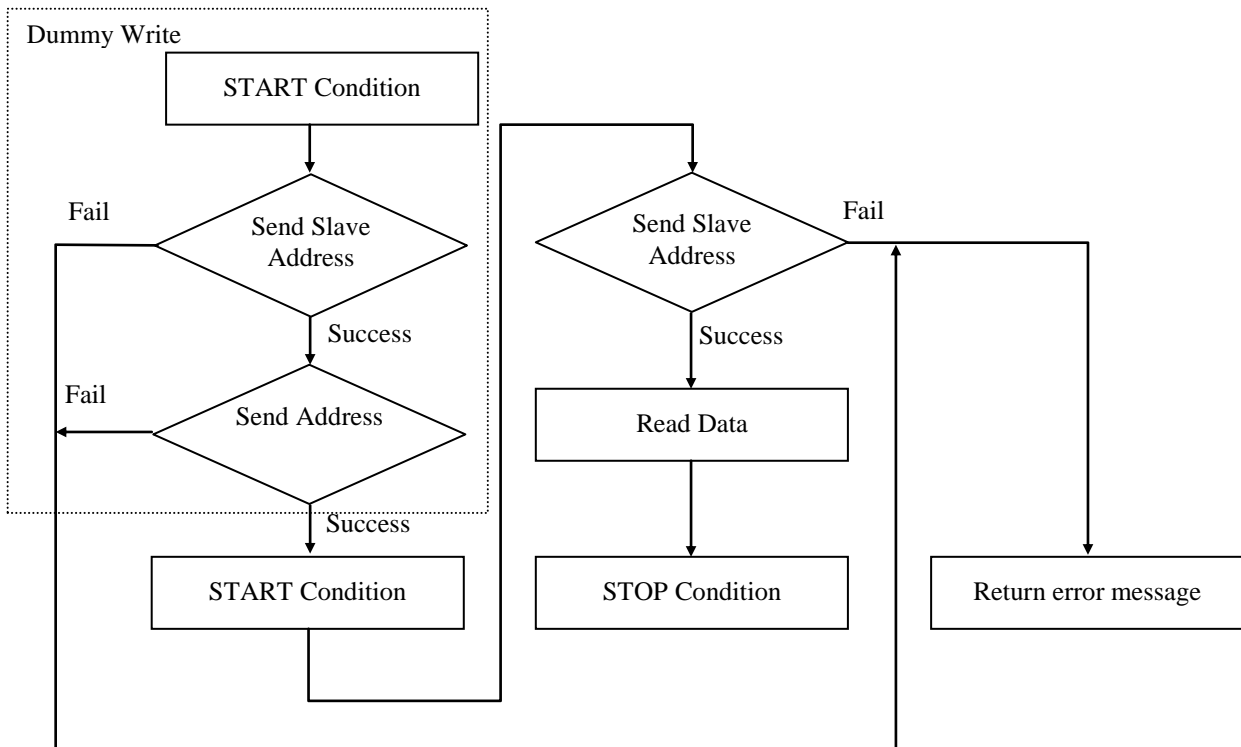 Dummy Write
START Condition
Fail
Send Slave
Address
Success
Fail
Send Address
Success
START Condition
Send Slave
Address
Fail
Success
Read Data
STOP Condition
Return error message